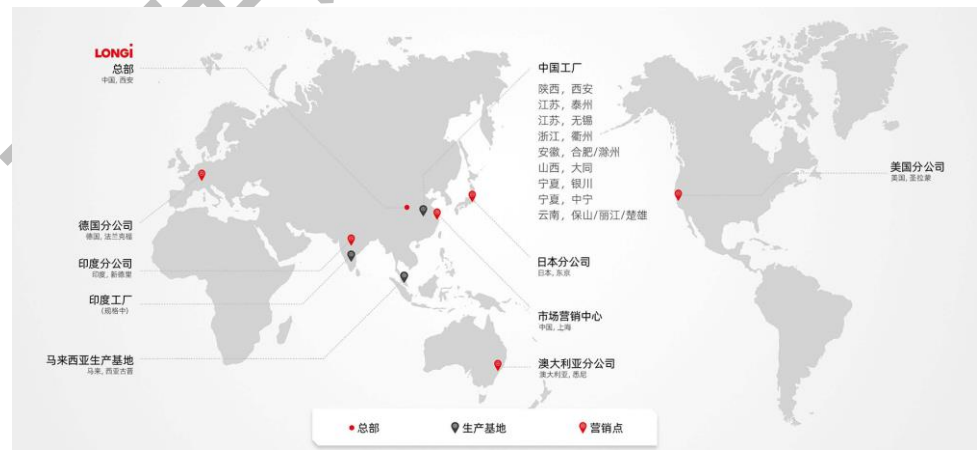 LONGi
总部
中国, 西安
德国分公司
德国, 法兰克福
印度分公司
印度, 新德里
印度工厂
(规格中)
马来西亚生产基地
马来, 西亚古晋
中国工厂
陕西，西安
江苏，泰州
江苏，无锡
浙江，衢州
安徽，合肥/滁州
山西，大同
宁夏，银川
宁夏，中宁
云南，保山/丽江/楚雄
日本分公司
日本, 东京
市场营销中心
中国, 上海
澳大利亚分公司
澳大利亚, 悉尼
美国分公司
美国, 圣拉蒙
总部
生产基地
营销点